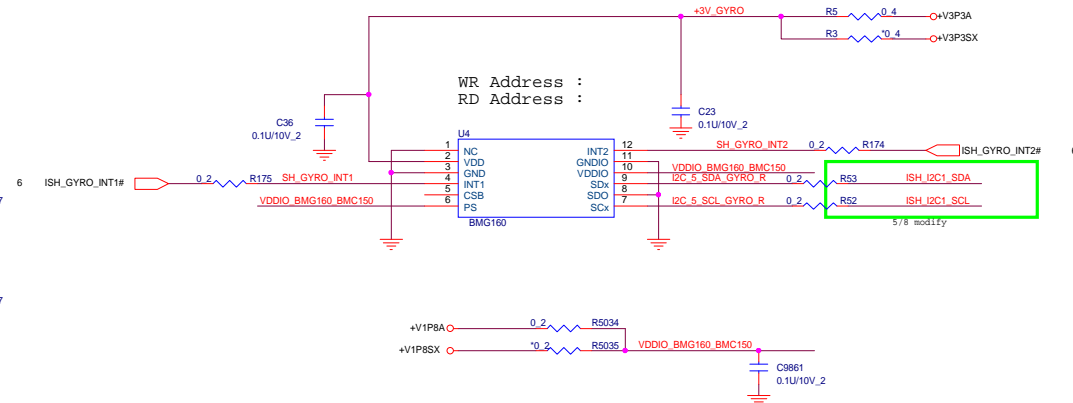 +3V_GYRO
R5
0_4
+V3P3A
R3
*0_4
+V3P3SX
WR Address :
RD Address :
C36
0.1U/10V_2
C23
0.1U/10V_2
U4
1
NC
2
VDD
3
GND
4
INT1
5
CSB
6
PS
INT2
12
GNDIO
11
VDDIO
10
SDx
9
SDO
8
SCx
7
BMG160
SH_GYRO_INT2
0_2
R174
ISH_GYRO_INT2#
VDDIO_BMG160_BMC150
I2C_5_SDA_GYRO_R
0_2
R53
ISH_I2C1_SDA
I2C_5_SCL_GYRO_R
0_2
R52
ISH_I2C1_SCL
5/8 modify
6
ISH_GYRO_INT1#
0_2
R175
SH_GYRO_INT1
VDDIO_BMG160_BMC150
7
7
+V1P8A
0_2
R5034
+V1P8SX
*0_2
R5035
VDDIO_BMG160_BMC150
C9861
0.1U/10V_2